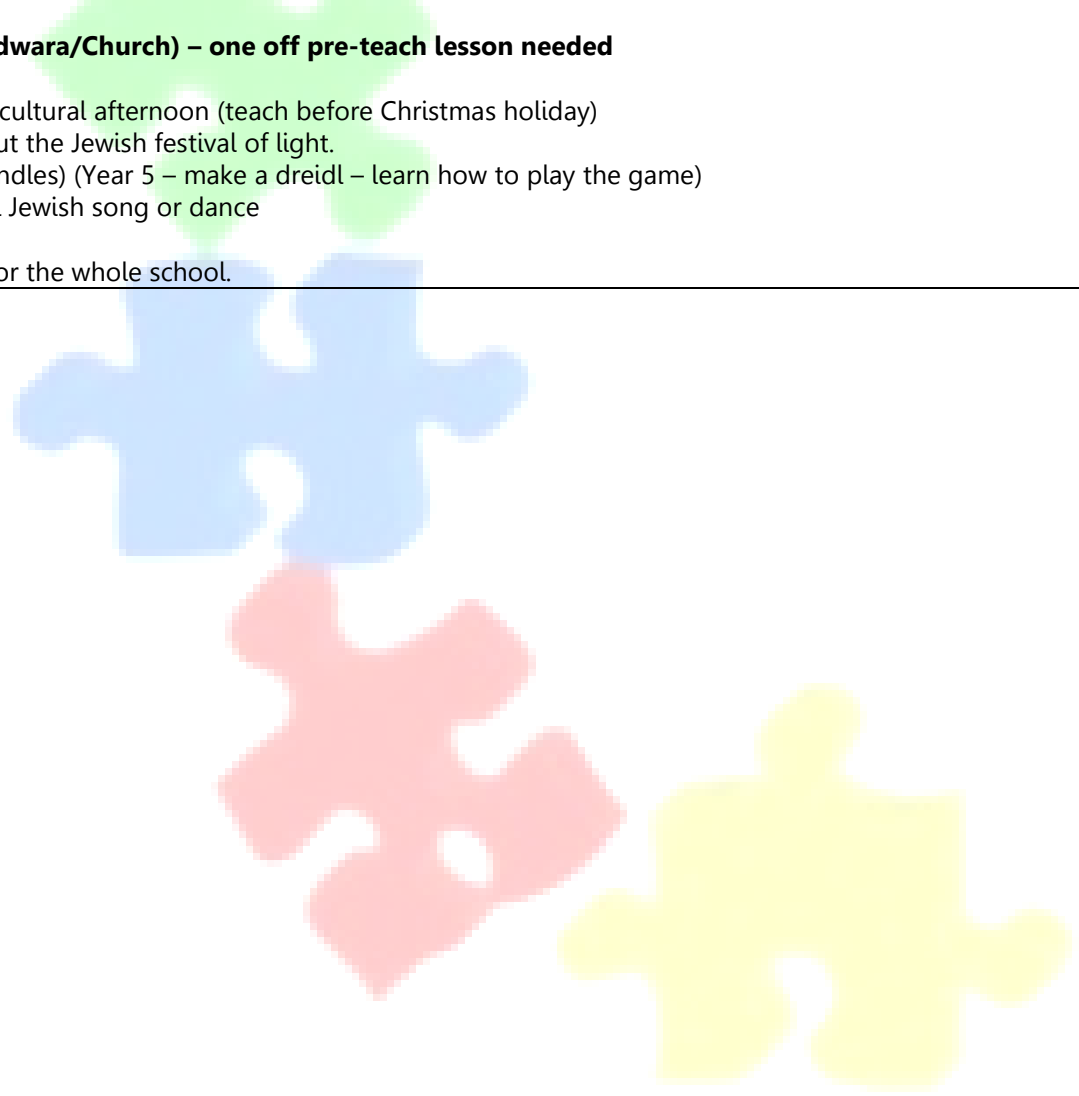 dwara/Church) – one off pre-teach lesson needed
cultural afternoon (teach before Christmas holiday)
ut the Jewish festival of light.
ndles) (Year 5 – make a dreidl – learn how to play the game)
Jewish song or dance
or the whole school.